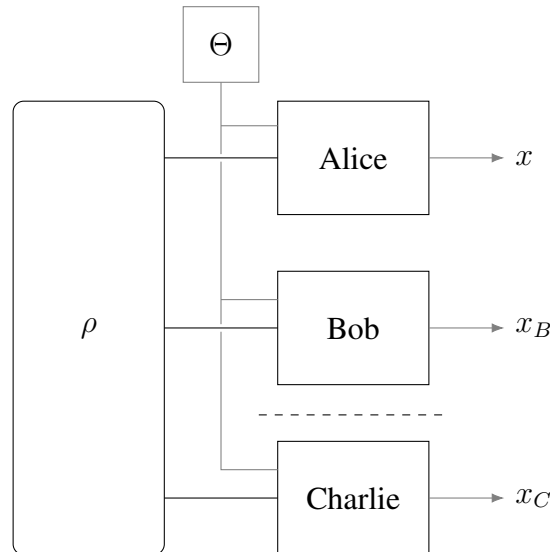 Θ
Alice
x
ρ
Bob
x_B
Charlie
x_C